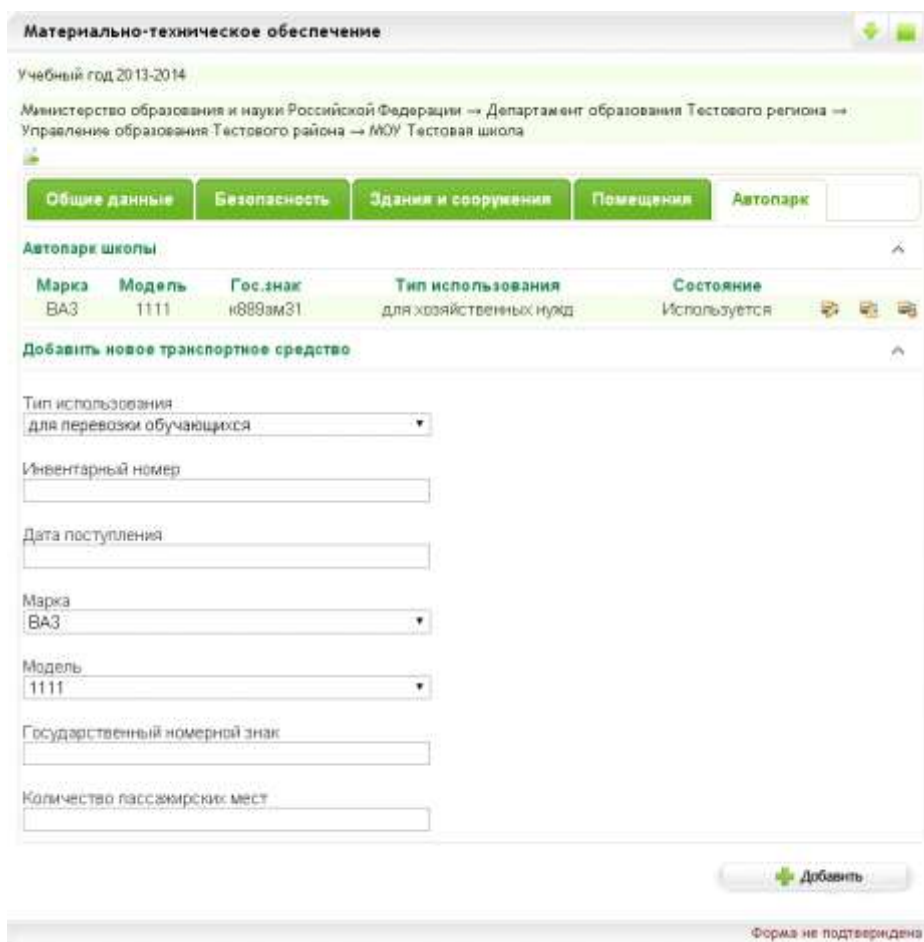 Материально-техническое обеспечение
Учебный год 2013-2014
Министерство образования и науки Российской Федерации → Департамент образования Тестового региона →
Управление образования Тестового района → МОУ Тестовая школа
Общие данные Безопасность Здания и сооружения Помещения Автопарк
Автопарк школы
Марка Модель Гос.знак Тип использования Состояние
ВАЗ 1111 к899ам31 для хозяйственных нужд Используется
Добавить новое транспортное средство
Тип использования
для перевозки обучающихся
Инвентарный номер
Дата поступления
Марка
ВАЗ
Модель
1111
Государственный номерной знак
Количество пассажирских мест
Добавить
Форма не подтверждена